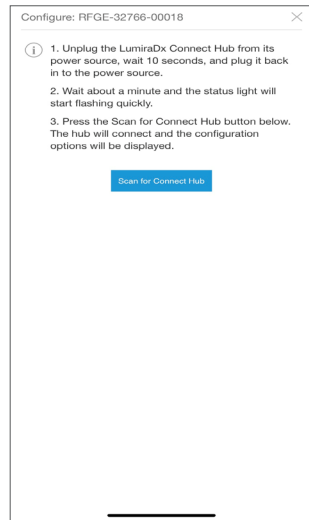 Configure: RFGE-32766-00018
1. Unplug the LumiraDx Connect Hub from its
power source, wait 10 seconds, and plug it back
in to the power source.
2. Wait about a minute and the status light will
start flashing quickly.
3. Press the Scan for Connect Hub button below.
The hub will connect and the configuration
options will be displayed.
Scan for Connect Hub